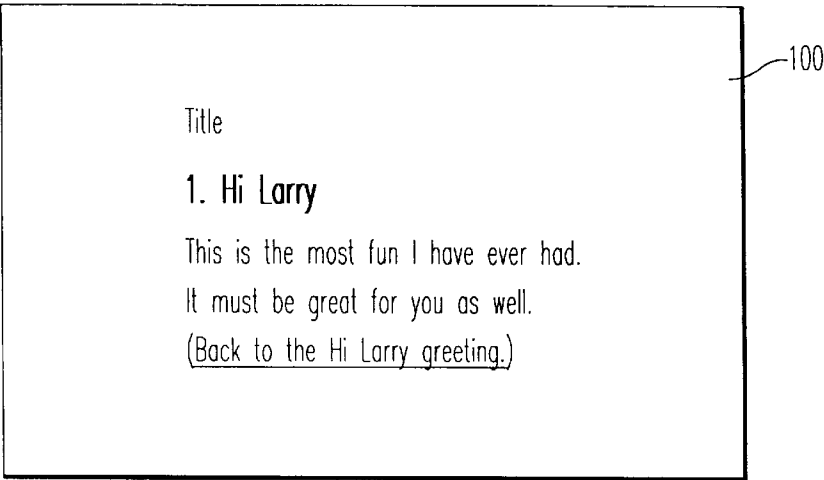 100
Title
1. Hi Larry
This is the most fun I have ever had.
It must be great for you as well.
(Back to the Hi Larry greeting.)